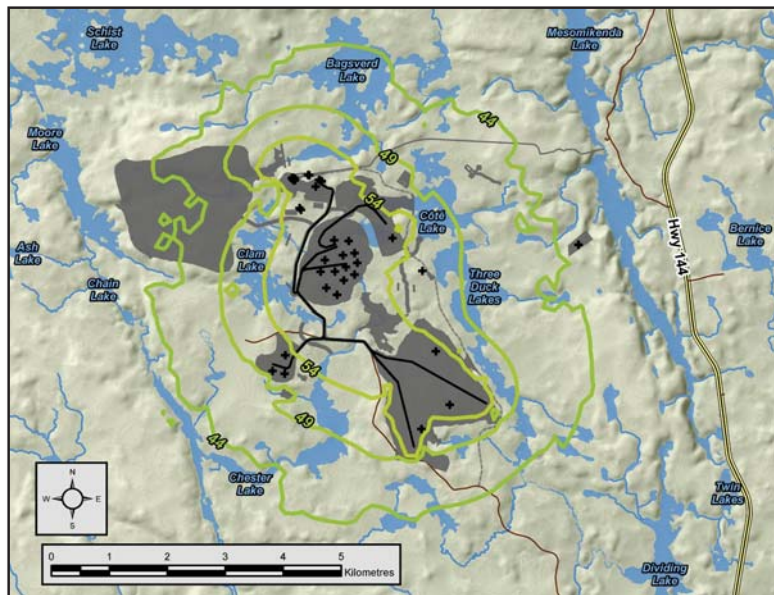 Schist
Lake
Mesomikenda
Lake
Bagsverd
Lake
44
Moore
Lake
49
54
Côté
Lake
Hwy 144
Bernice
Lake
Ash
Lake
Clam
Lake
Chain
Lake
Three
Duck
Lakes
54
49
44
Chester
Lake
Twin
Lakes
N
W E
S
0 1 2 3 4 5
Kilometres
Dividing
Lake